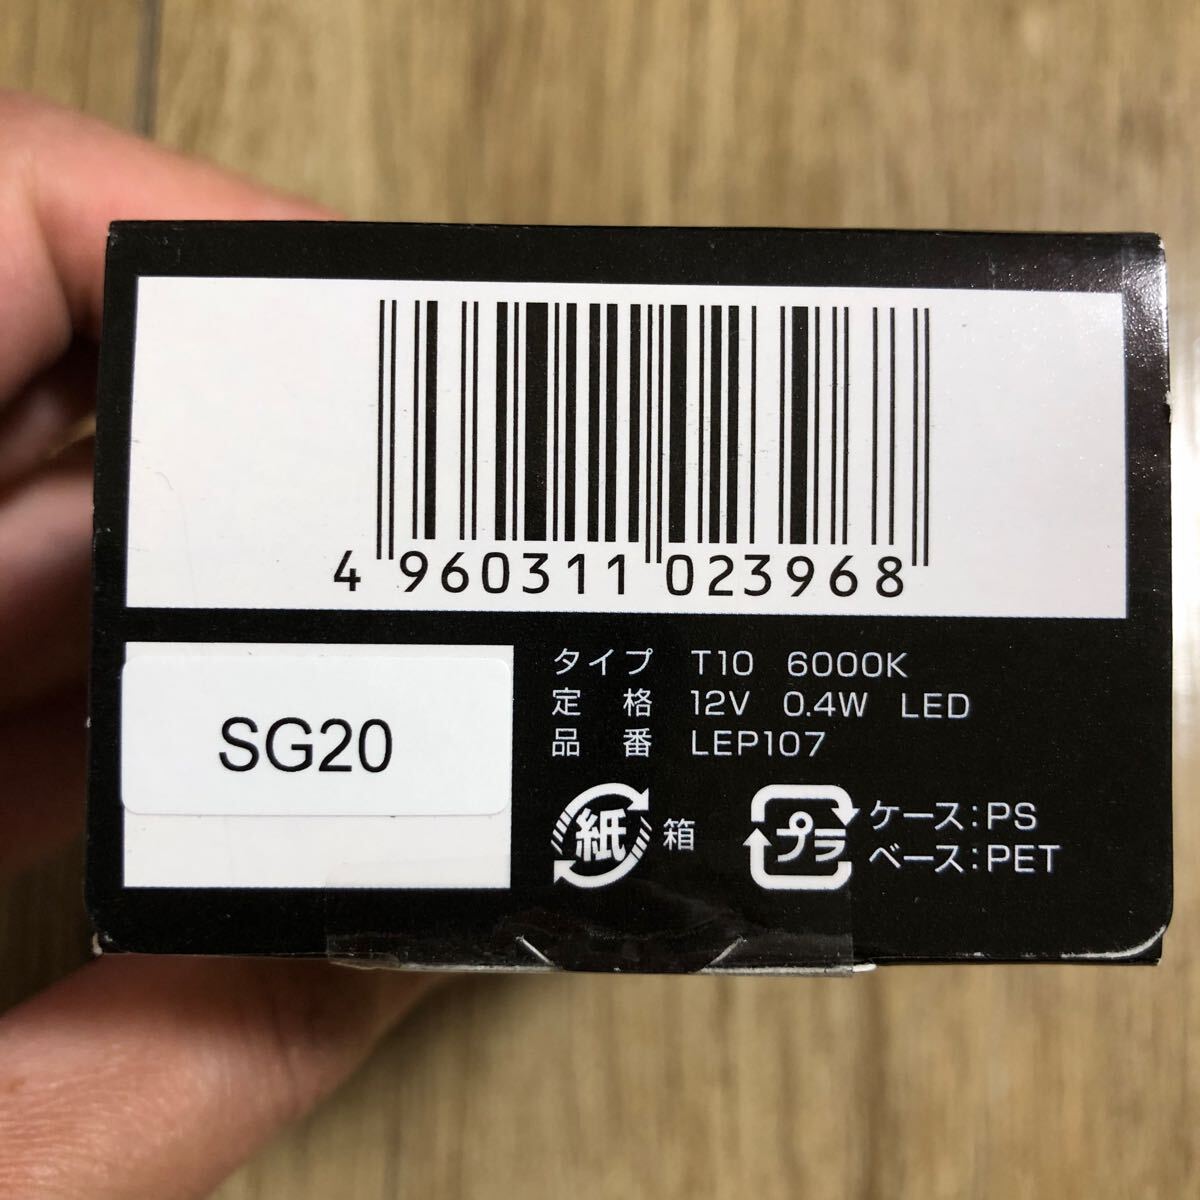 4 960311 023968
SG20
タイプ T10 6000K
定 格 12V 0.4W LED
品 番 LEP107
紙 箱
プラ ケース:PS
ベース:PET